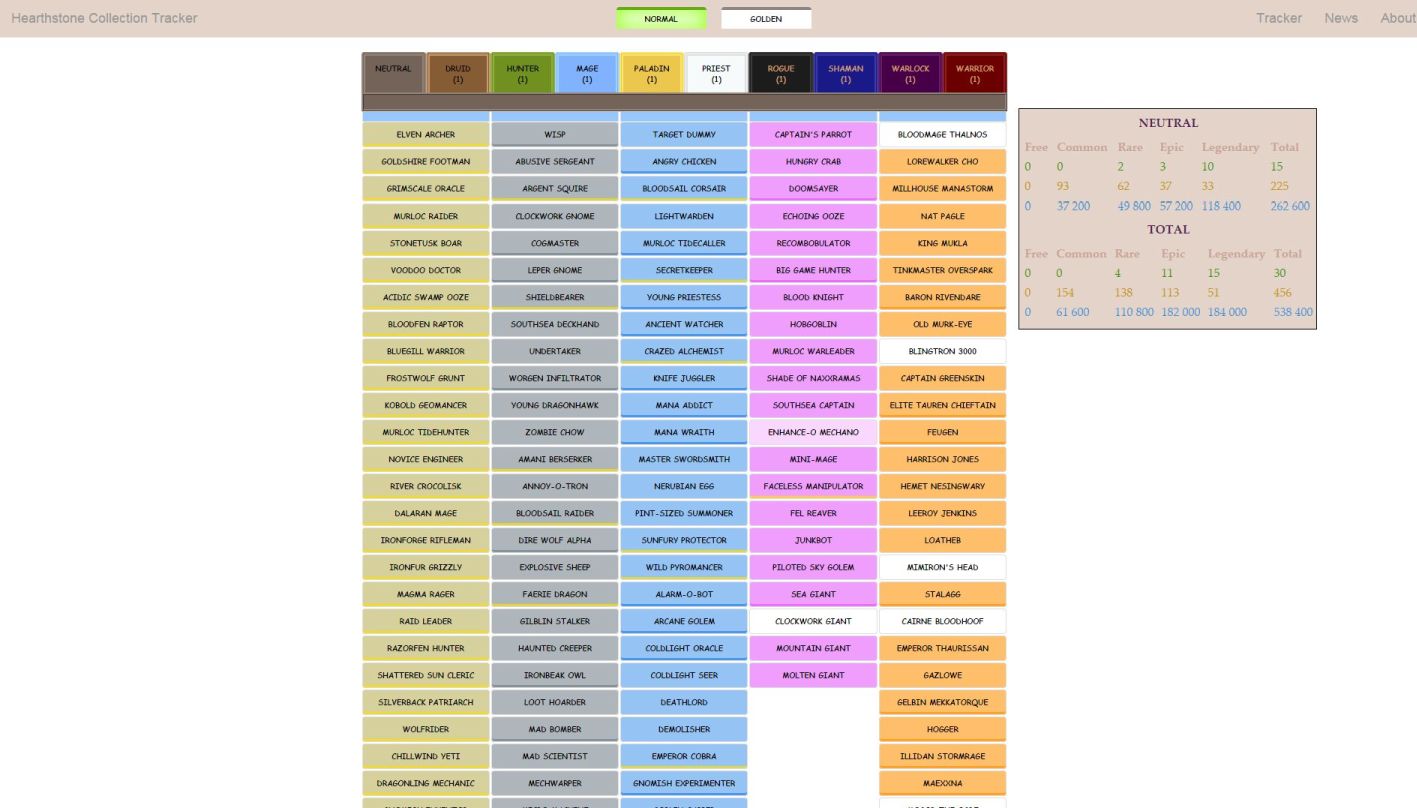 Hearthstone Collection Tracker NORMAL GOLDEN Tracker News About
NEUTRAL DRUID HUNTER MAGE PALADIN PRIEST ROGUE SHAMAN WARLOCK WARRIOR
(1) (1) (1) (1) (1) (1) (1) (1) (1)
ELVEN ARCHER WISP TARGET DUMMY CAPTAIN'S PARROT BLOODMAGE THALNOS
GOLDSHIRE FOOTMAN ABUSIVE SERGEANT ANGRY CHICKEN HUNGRY CRAB LOREWALKER CHO
GRIMSCALE ORACLE ARGENT SQUIRE BLOODSAIL CORSAIR DOOMSAYER MILLHOUSE MANASTORM
MURLOC RAIDER CLOCKWORK GNOME LIGHTWARDEN ECHOING OOZE NAT PAGLE
STONETUSK BOAR COGMASTER MURLOC TIDECALLER RECOMBOBULATOR KING MUKLA
VOODOO DOCTOR LEPER GNOME SECRETKEEPER BIG GAME HUNTER TINKMASTER OVERSPARK
ACIDIC SWAMP OOZE SHIELDBEARER YOUNG PRIESTESS BLOOD KNIGHT BARON RIVENDARE
BLOODFEN RAPTOR SOUTHSEA DECKHAND ANCIENT WATCHER HOBGOBLIN OLD MURK-EYE
BLUEGILL WARRIOR UNDERTAKER CRAZED ALCHEMIST MURLOC WARLEADER BLINGTRON 3000
FROSTWOLF GRUNT WORGEN INFILTRATOR KNIFE JUGGLER SHADE OF NAXXRAMAS CAPTAIN GREENSKIN
KOBOLD GEOMANCER YOUNG DRAGONHAWK MANA ADDICT SOUTHSEA CAPTAIN ELITE TAUREN CHIEFTAIN
MURLOC TIDEHUNTER ZOMBIE CHOW MANA WRAITH ENHANCE-O MECHANO FEUGEN
NOVICE ENGINEER AMANI BERSERKER MASTER SWORDSMITH MINI-MAGE HARRISON JONES
RIVER CROCOLISK ANNOY-O-TRON NERUBIAN EGG FACELESS MANIPULATOR HEMET NESINGWARY
DALARAN MAGE BLOODSAIL RAIDER PINT-SIZED SUMMONER FEL REAVER LEEROY JENKINS
IRONFORGE RIFLEMAN DIRE WOLF ALPHA SUNFURY PROTECTOR JUNKBOT LOATHEB
IRONFUR GRIZZLY EXPLOSIVE SHEEP WILD PYROMANCER PILOTED SKY GOLEM MIMIRON'S HEAD
MAGMA RAGER FAERIE DRAGON ALARM-O-BOT SEA GIANT STALAGG
RAID LEADER GILBLIN STALKER ARCANE GOLEM CLOCKWORK GIANT CAIRNE BLOODHOOF
RAZORFEN HUNTER HAUNTED CREEPER COLDLIGHT ORACLE MOUNTAIN GIANT EMPEROR THAURISSAN
SHATTERED SUN CLERIC IRONBEAK OWL COLDLIGHT SEER MOLTEN GIANT GAZLOWE
SILVERBACK PATRIARCH LOOT HOARDER DEATHLORD GELBIN MEKKATORQUE
WOLFRIDER MAD BOMBER DEMOLISHER HOGGER
CHILLWIND YETI MAD SCIENTIST EMPEROR COBRA ILLIDAN STORMRAGE
DRAGONLING MECHANIC MECHWARPER GNOMISH EXPERIMENTER MAEXXNA
NEUTRAL
Free Common Rare Epic Legendary Total
0 0 2 3 10 15
0 93 62 37 33 225
0 37 200 49 800 57 200 118 400 262 600
TOTAL
Free Common Rare Epic Legendary Total
0 0 4 11 15 30
0 154 138 113 51 456
0 61 600 110 800 182 000 184 000 538 400